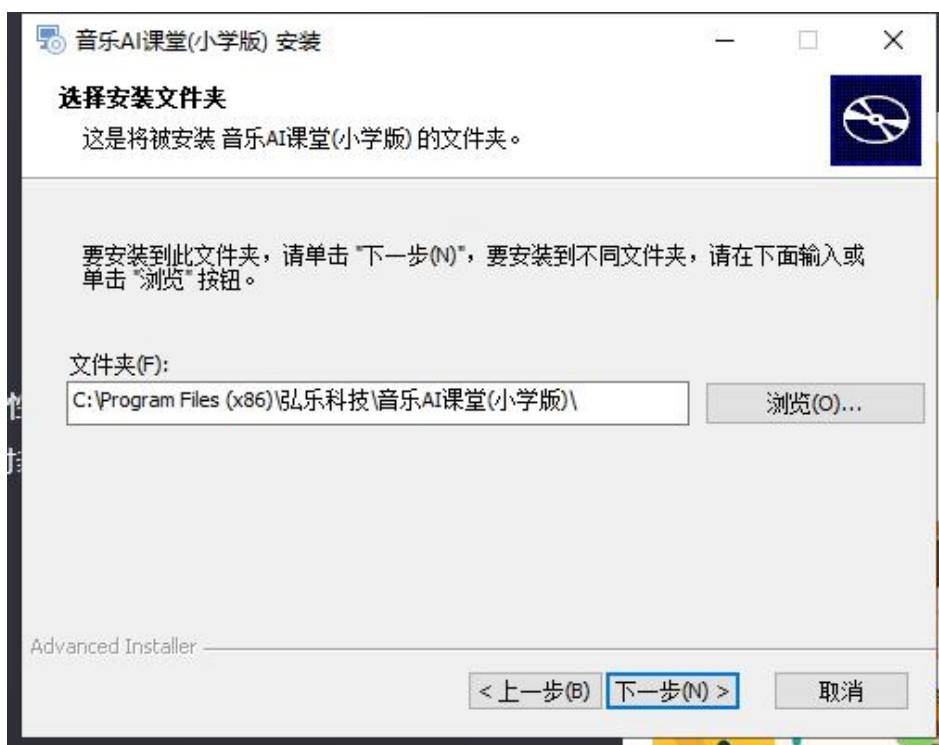 音乐AI课堂(小学版) 安装
选择安装文件夹
这是将被安装 音乐AI课堂(小学版) 的文件夹。
要安装到此文件夹，请单击 "下一步(N)"，要安装到不同文件夹，请在下面输入或
单击 "浏览" 按钮。
文件夹(F):
C:\Program Files (x86)\弘乐科技\音乐AI课堂(小学版)\
浏览(O)...
Advanced Installer
< 上一步(B)
下一步(N) >
取消